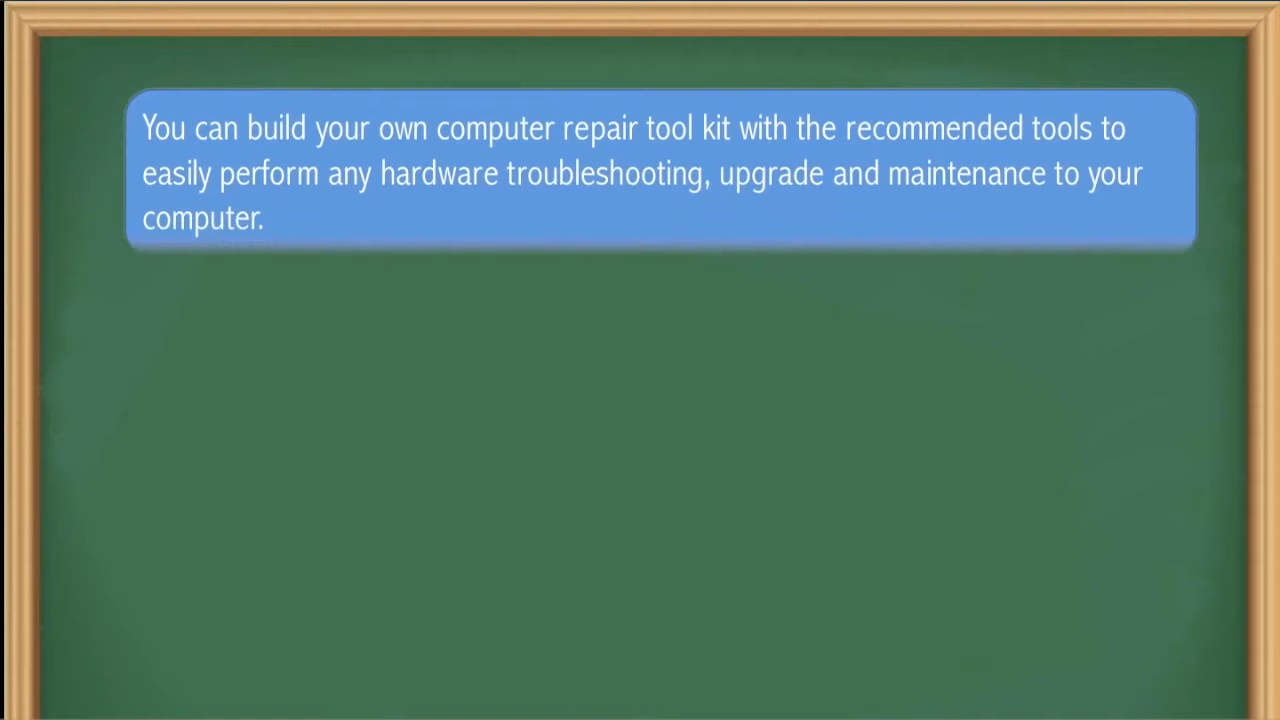 You can build your own computer repair tool kit with the recommended tools to
easily perform any hardware troubleshooting, upgrade and maintenance to your
computer.